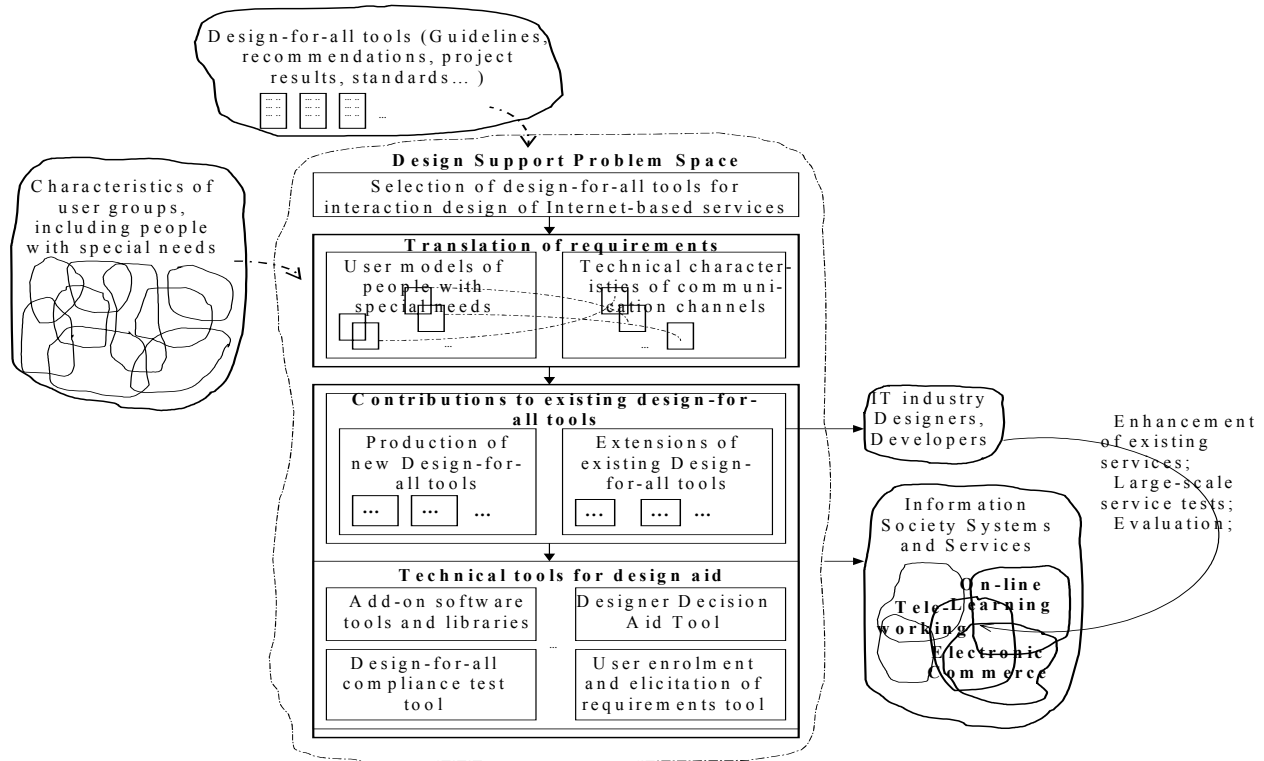 Design-for-all tools (Guidelines,
recommendations, project
results, standards... )
...
Design Support Problem Space
Selection of design-for-all tools for
interaction design of Internet-based services
Characteristics of
user groups,
including people
with special needs
Translation of requirements
User models of
people with
special needs
...
Technical character-
istics of communi-
cation channels
...
Contributions to existing design-for-
all tools
Production of
new Design-for-
all tools
... ... ...
Extensions of
existing Design-
for-all tools
... ... ...
IT industry
Designers,
Developers
Enhancement
of existing
services;
Large-scale
service tests;
Evaluation;
Information
Society Systems
and Services
On-line
Learning
Tele-
working
Electronic
Commerce
Technical tools for design aid
Add-on software
tools and libraries
Designer Decision
Aid Tool
...
Design-for-all
compliance test
tool
User enrolment
and elicitation of
requirements tool